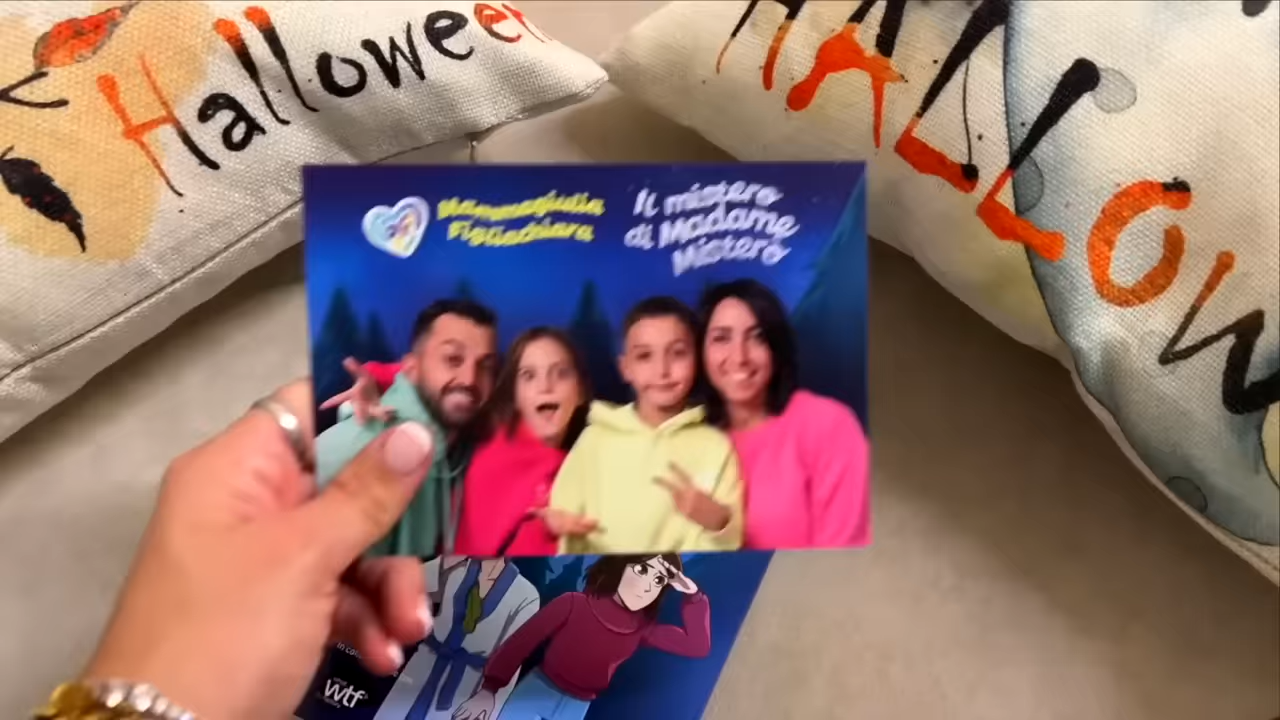 Halloween
HALLOW
Mammagiulia
Figliachiara
Il mistero
di Madame
Mistero
wtf